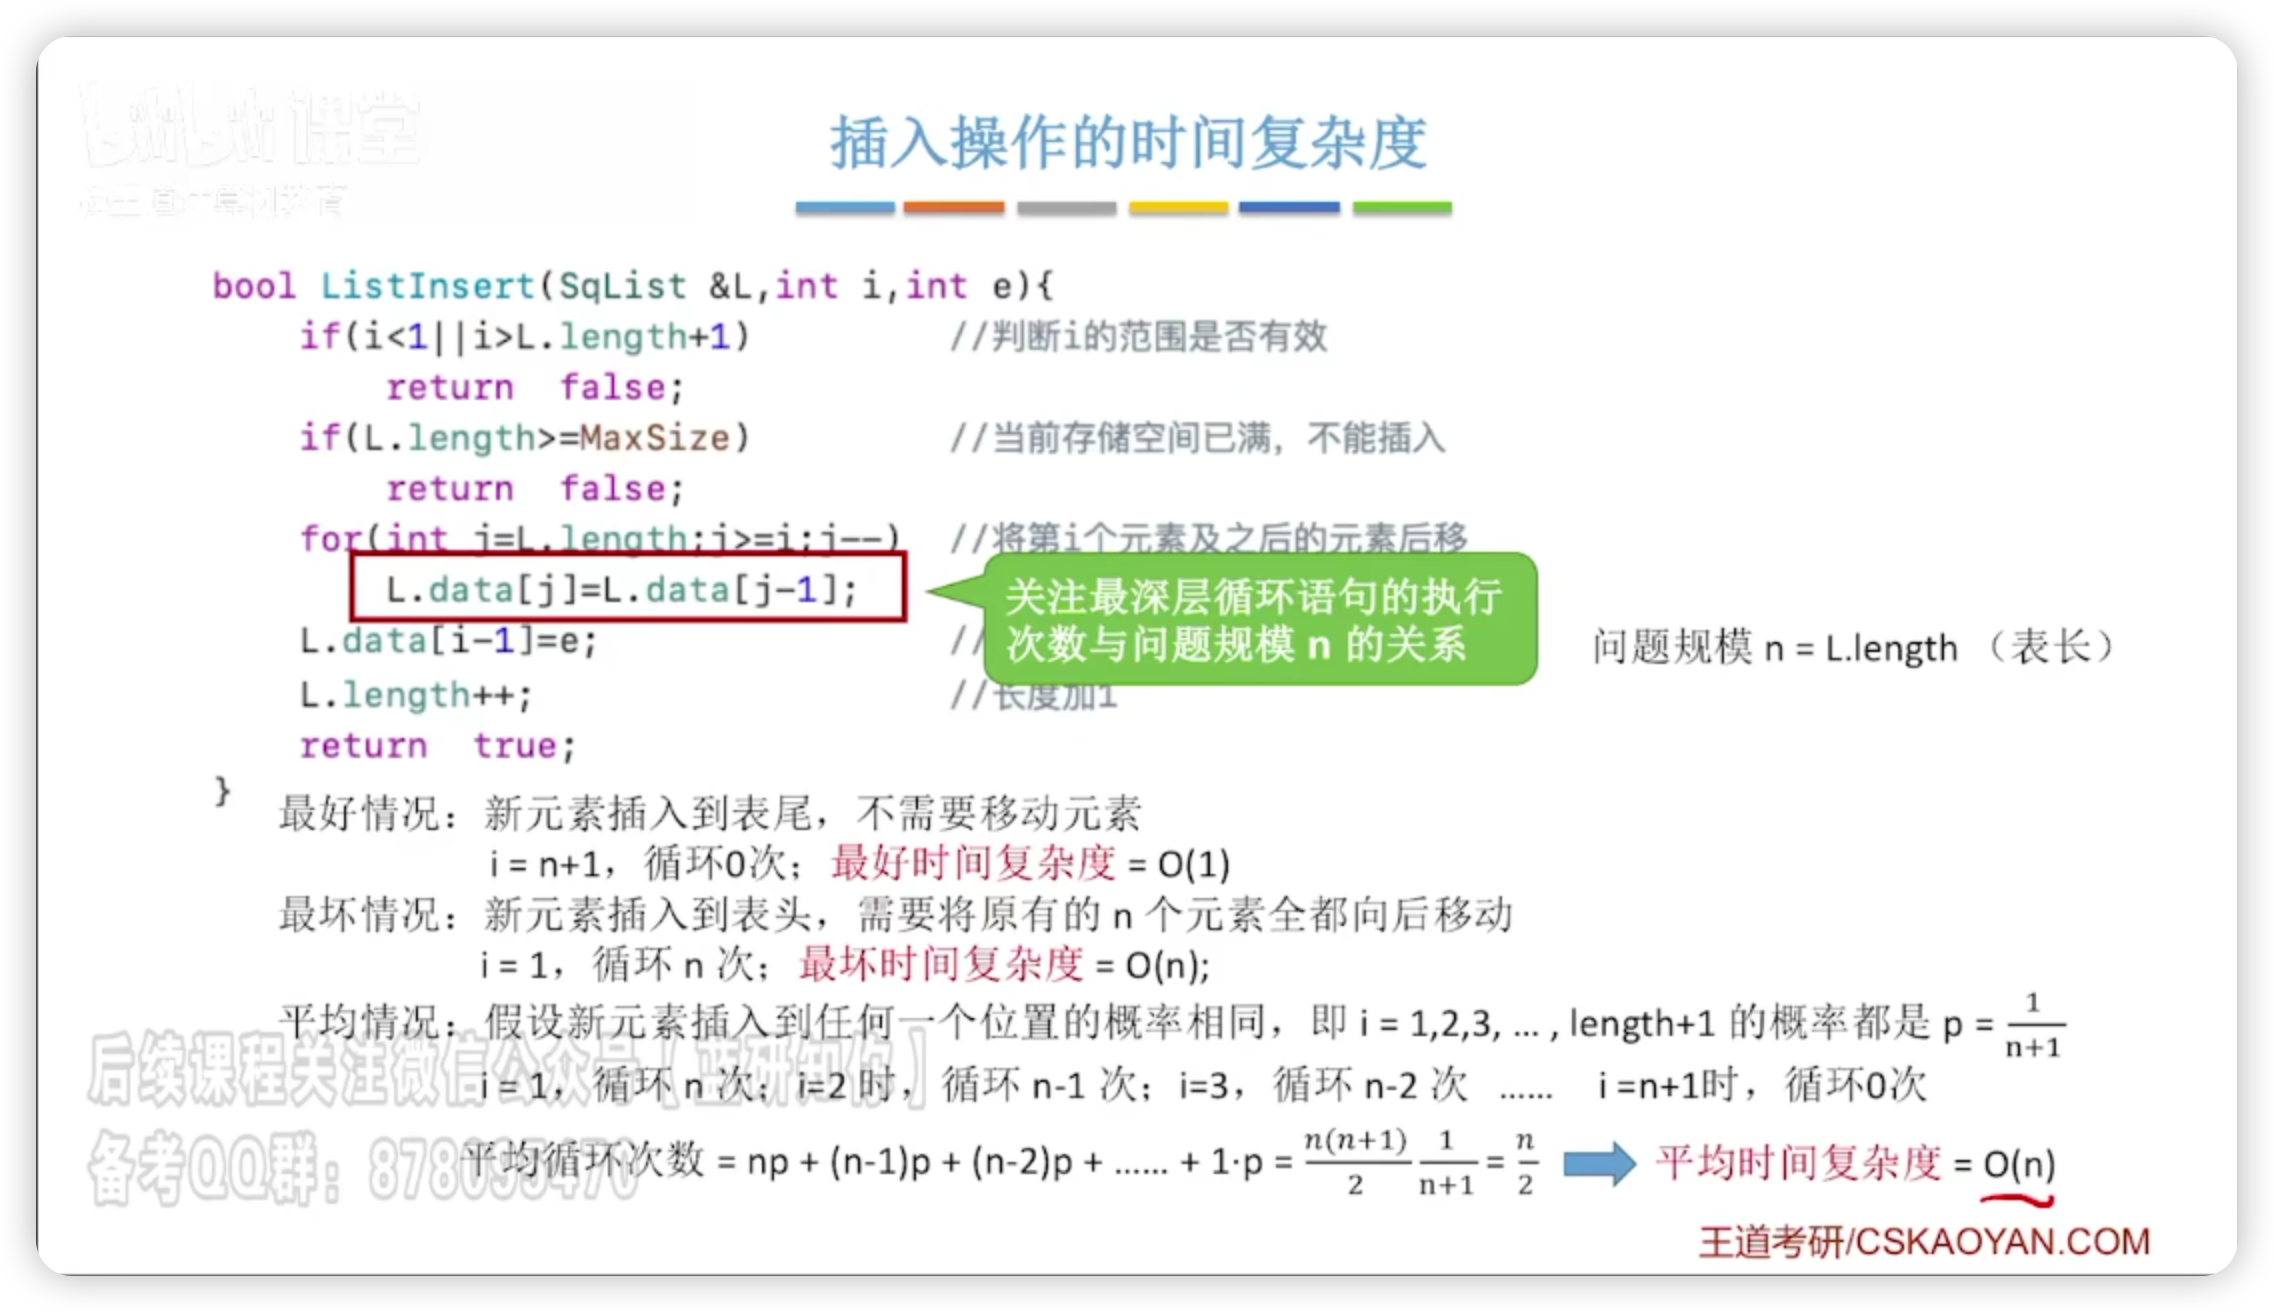 bilibili 课堂
插入操作的时间复杂度
bool ListInsert(SqList &L,int i,int e){
if(i<1||i>L.length+1) //判断i的范围是否有效
return false;
if(L.length>=MaxSize) //当前存储空间已满，不能插入
return false;
for(int j=L.length;j>=i;j--) //将第i个元素及之后的元素后移
L.data[j]=L.data[j-1];
关注最深层循环语句的执行
次数与问题规模 n 的关系
L.data[i-1]=e; //
问题规模 n = L.length （表长）
L.length++; //长度加1
return true;
}
最好情况：新元素插入到表尾，不需要移动元素
i = n+1，循环0次；最好时间复杂度 = O(1)
最坏情况：新元素插入到表头，需要将原有的 n 个元素全都向后移动
i = 1，循环 n 次；最坏时间复杂度 = O(n);
平均情况：假设新元素插入到任何一个位置的概率相同，即 i = 1,2,3, … , length+1 的概率都是 p = 1/n+1
i = 1，循环 n 次；i=2 时，循环 n-1 次；i=3，循环 n-2 次 …… i =n+1时，循环0次
平均循环次数 = np + (n-1)p + (n-2)p + …… + 1·p = n(n+1)/2 1/n+1 = n/2 平均时间复杂度 = O(n)
后续课程关注微信公众号【蓝研知你】
备考QQ群：878095470
王道考研/CSKAOYAN.COM